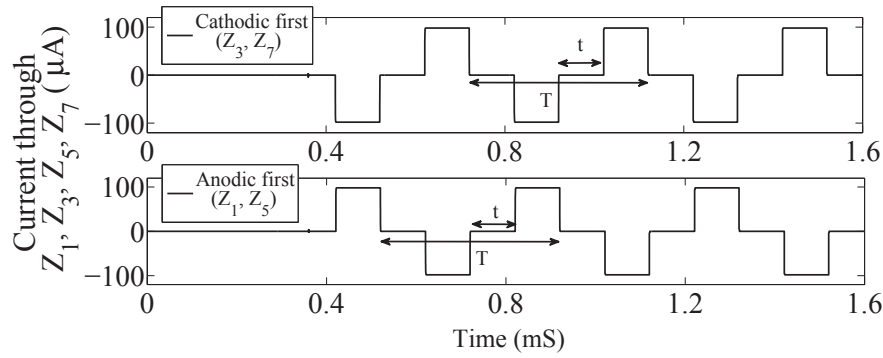 Current through
Z1, Z3, Z5, Z7 ( μA)
100
0
−100
Cathodic first
(Z3, Z7)
t
T
0
0.4
0.8
1.2
1.6
100
0
−100
Anodic first
(Z1, Z5)
t
T
0
0.4
0.8
1.2
1.6
Time (mS)